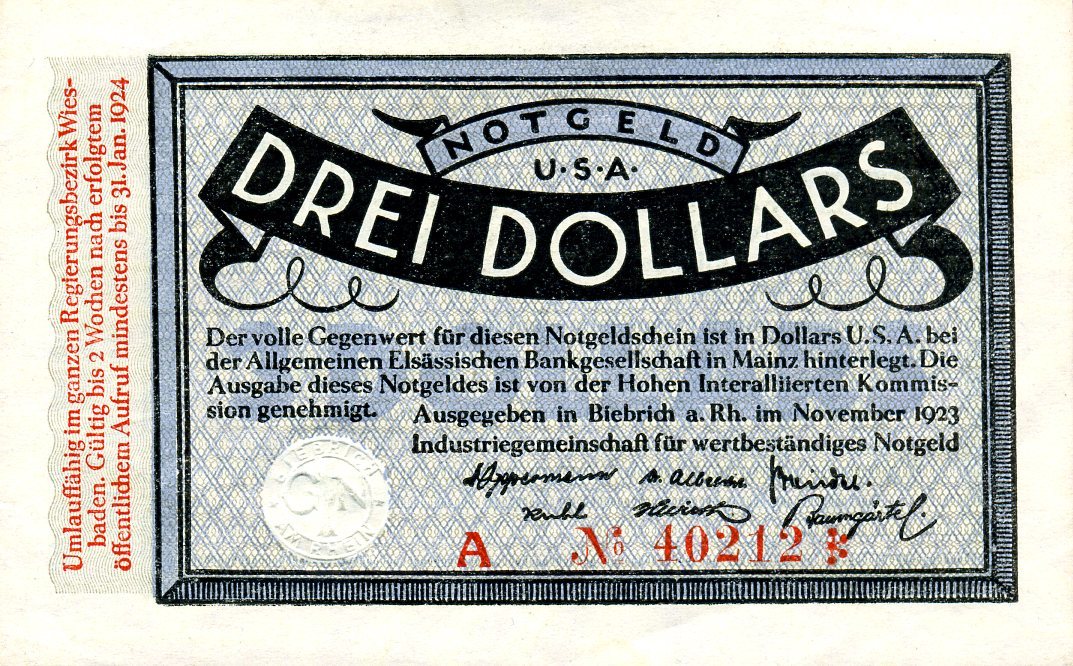 Umlauffähig im ganzen Regierungsbezirk Wies-
baden. Gültig bis 2 Wochen nach erfolgtem
öffentlichem Aufruf mindestens bis 31. Jan. 1924
NOTGELD
U·S·A·
DREI DOLLARS
Der volle Gegenwert für diesen Notgeldschein ist in Dollars U.S.A. bei
der Allgemeinen Elsässischen Bankgesellschaft in Mainz hinterlegt. Die
Ausgabe dieses Notgeldes ist von der Hohen Interalliierten Kommis-
sion genehmigt.
Ausgegeben in Biebrich a. Rh. im November 1923
Industriegemeinschaft für wertbeständiges Notgeld
Baumgärtel.
A № 40212